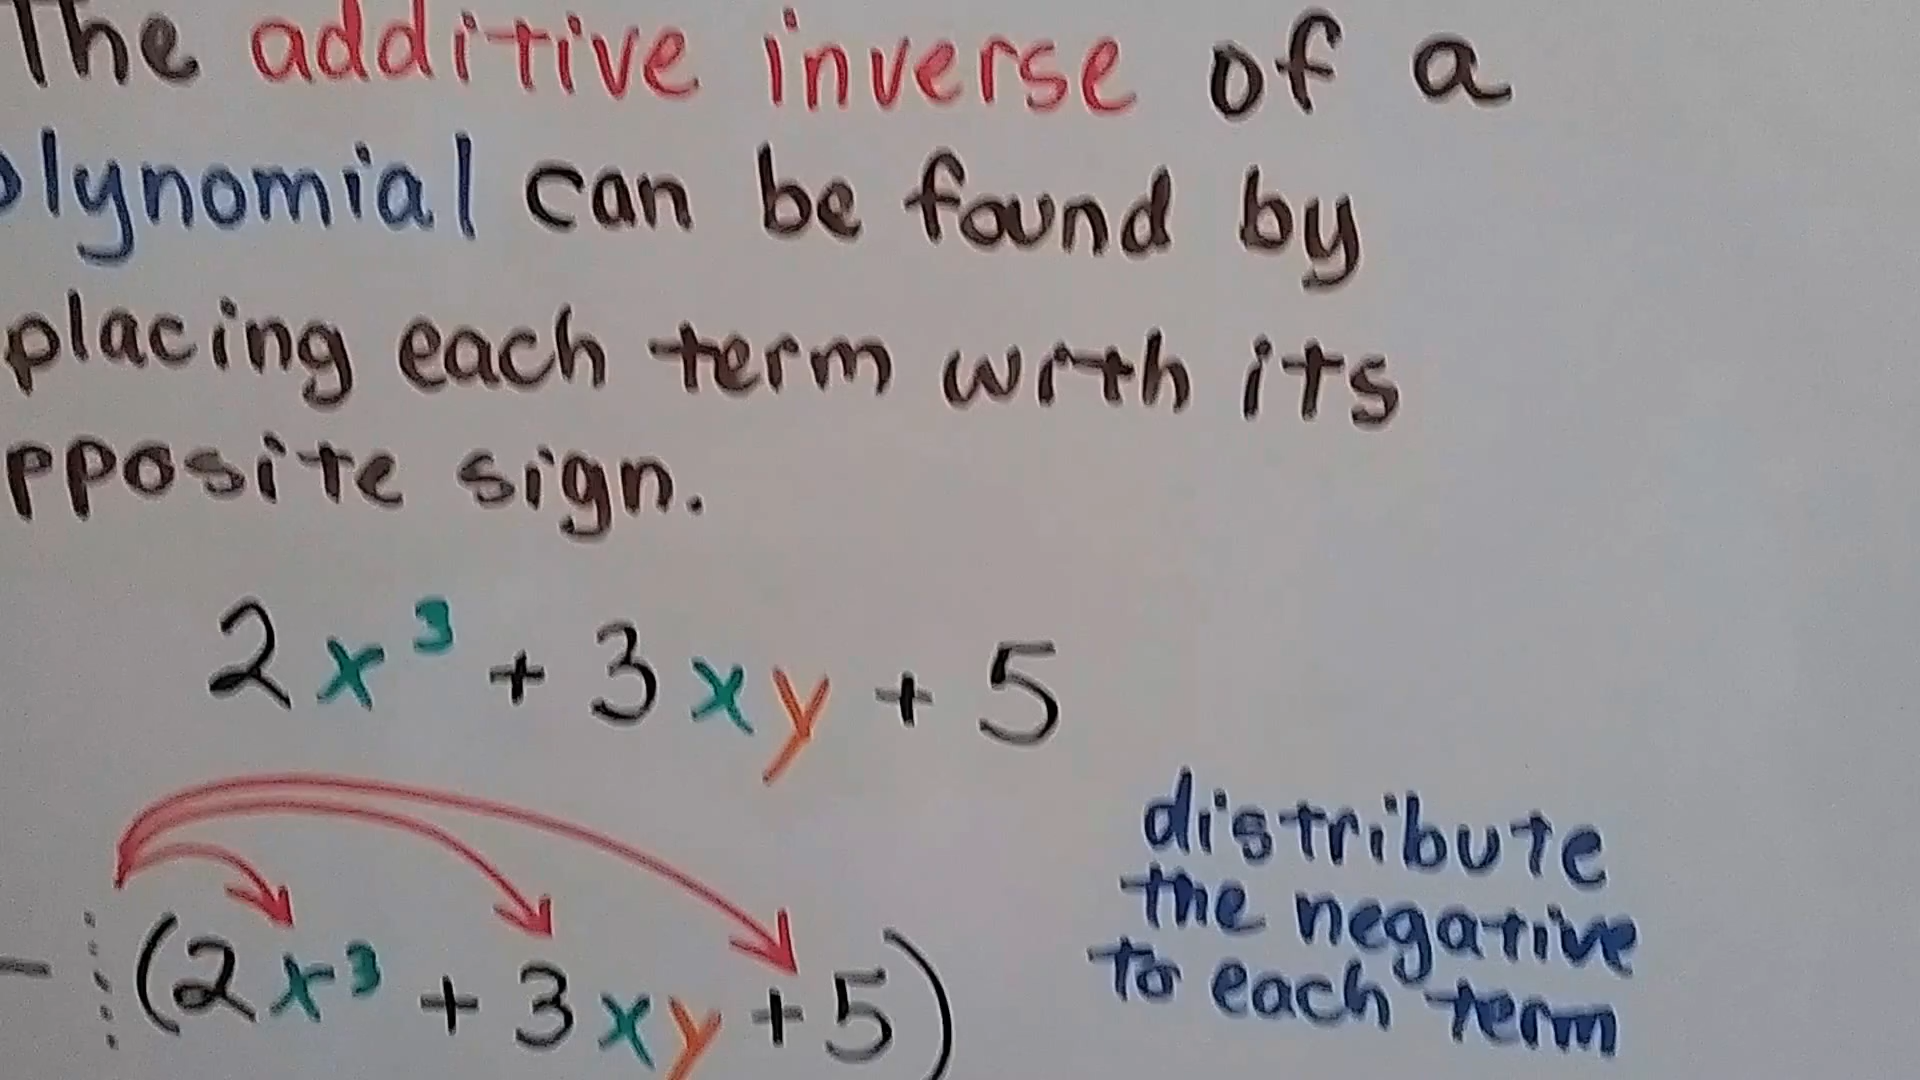 The additive inverse of a
olynomial can be found by
placing each term with its
pposite sign.
2x³ + 3xy + 5
-(2x³ + 3xy + 5)
distribute
the negative
to each term